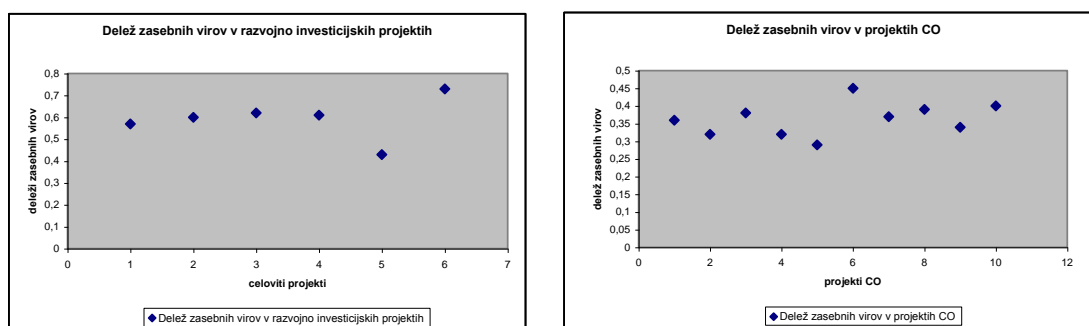 Delež zasebnih virov v razvojno investicijskih projektih
deleži zasebnih virov
0,8
0,7
0,6
0,5
0,4
0,3
0,2
0,1
0
0 1 2 3 4 5 6 7
celoviti projekti
Delež zasebnih virov v razvojno investicijskih projektih
Delež zasebnih virov v projektih CO
delež zasebnih virov
0,5
0,45
0,4
0,35
0,3
0,25
0,2
0,15
0,1
0,05
0
0 2 4 6 8 10 12
projekti CO
Delež zasebnih virov v projektih CO